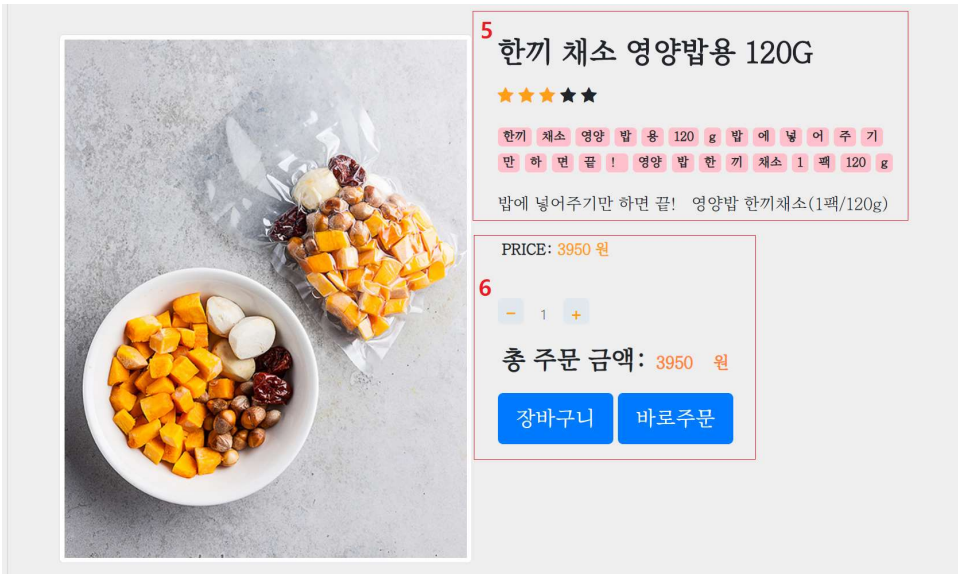 5
한끼 채소 영양밥용 120G
한끼 채소 영양 밥 용 120 g 밥 에 넣 어 주 기
만 하 면 끝 ! 영양 밥 한 끼 채소 1 팩 120 g
밥에 넣어주기만 하면 끝! 영양밥 한끼채소(1팩/120g)
6
PRICE: 3950 원
- 1 +
총 주문 금액: 3950 원
장바구니 바로주문